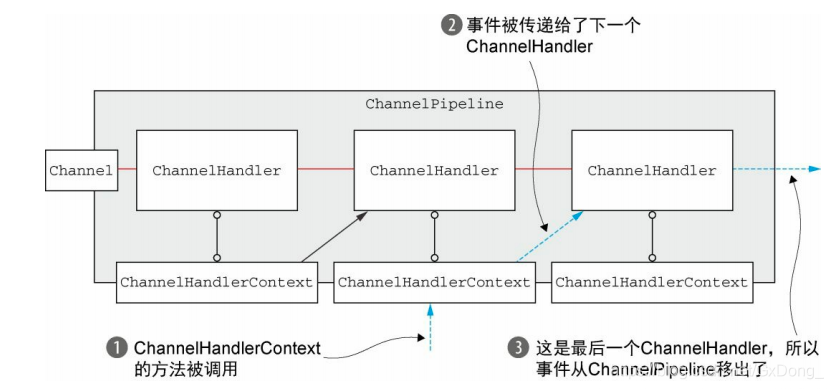 ❷ 事件被传递给了下一个
ChannelHandler
ChannelPipeline
Channel
ChannelHandler
ChannelHandler
ChannelHandler
ChannelHandlerContext
ChannelHandlerContext
ChannelHandlerContext
❶ ChannelHandlerContext
的方法被调用
❸ 这是最后一个ChannelHandler，所以
事件从ChannelPipeline移出了